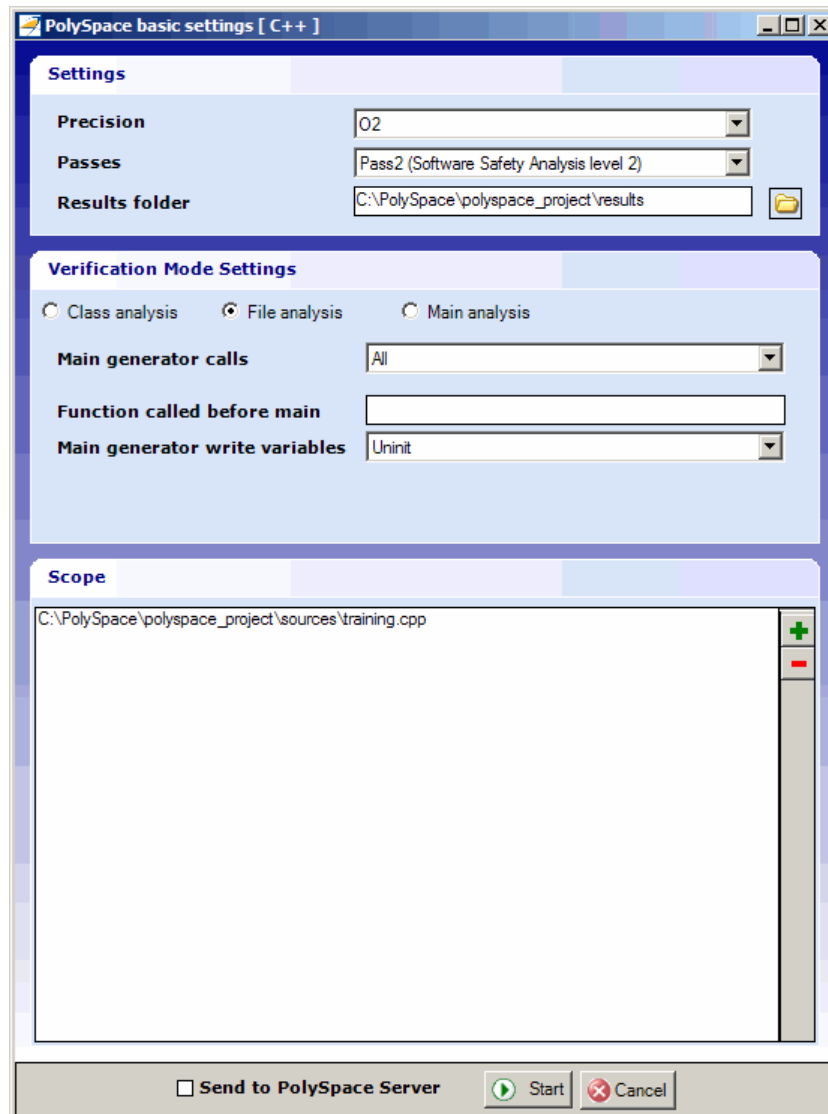 PolySpace basic settings [ C++ ]
Settings
Precision O2
Passes Pass2 (Software Safety Analysis level 2)
Results folder C:\PolySpace\polyspace_project\results
Verification Mode Settings
Class analysis File analysis Main analysis
Main generator calls All
Function called before main
Main generator write variables Uninit
Scope
C:\PolySpace\polyspace_project\sources\training.cpp
Send to PolySpace Server Start Cancel